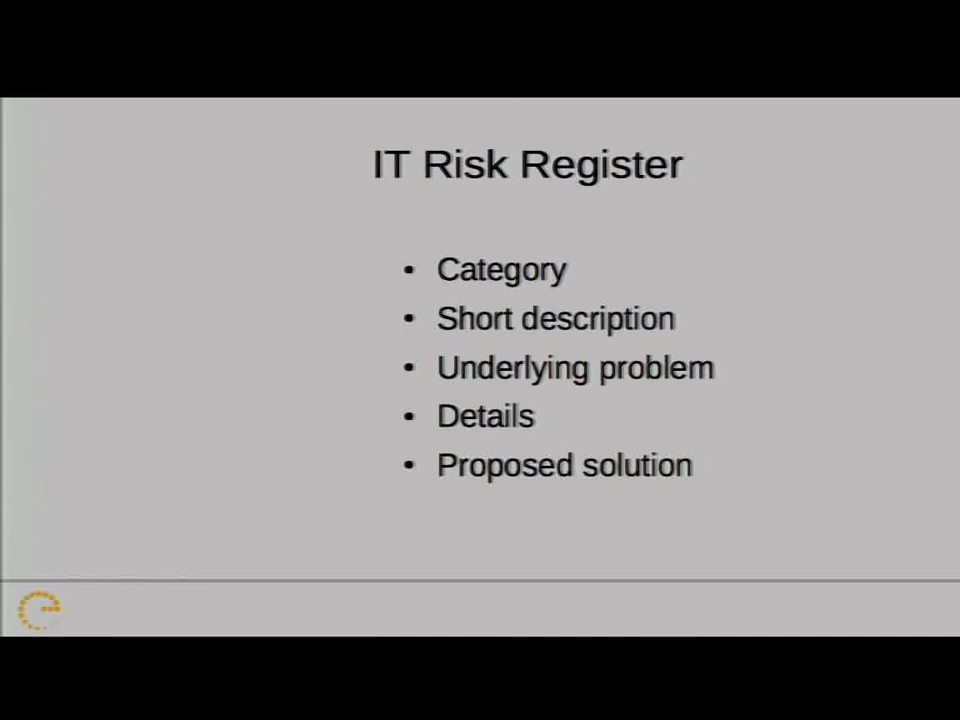 IT Risk Register
• Category
• Short description
• Underlying problem
• Details
• Proposed solution